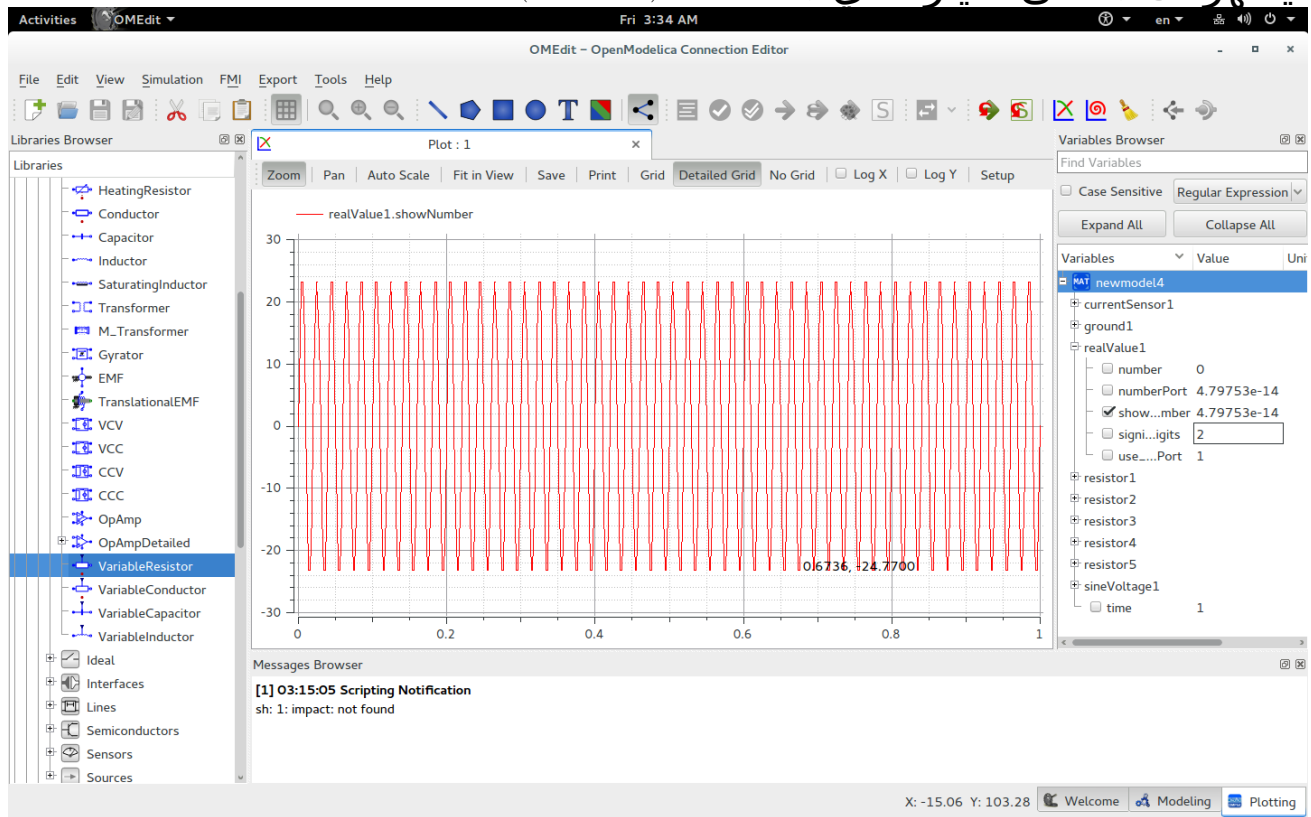 Activities OMEdit Fri 3:34 AM en
OMEdit – OpenModelica Connection Editor
File Edit View Simulation FMI Export Tools Help
Libraries Browser
Libraries
HeatingResistor
Conductor
Capacitor
Inductor
SaturatingInductor
Transformer
M_Transformer
Gyrator
EMF
TranslationalEMF
VCV
VCC
CCV
CCC
OpAmp
OpAmpDetailed
VariableResistor
VariableConductor
VariableCapacitor
VariableInductor
Ideal
Interfaces
Lines
Semiconductors
Sensors
Sources
Plot : 1
Zoom Pan Auto Scale Fit in View Save Print Grid Detailed Grid No Grid Log X Log Y Setup
realValue1.showNumber
30
20
10
0
-10
-20
-30
0.6736, -24.7700
0 0.2 0.4 0.6 0.8 1
Messages Browser
[1] 03:15:05 Scripting Notification
sh: 1: impact: not found
Variables Browser
Find Variables
Case Sensitive Regular Expression
Expand All Collapse All
Variables Value Uni
MAT newmodel4
currentSensor1
ground1
realValue1
number 0
numberPort 4.79753e-14
show...mber 4.79753e-14
signi...igits 2
use_...Port 1
resistor1
resistor2
resistor3
resistor4
resistor5
sineVoltage1
time 1
X: -15.06 Y: 103.28 Welcome Modeling Plotting